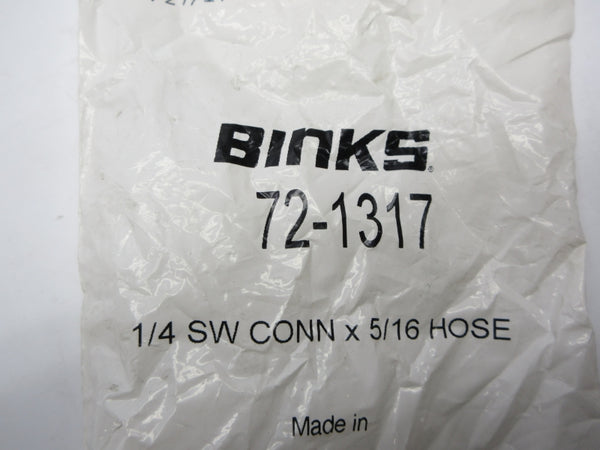 BINKS®
72-1317
1/4 SW CONN x 5/16 HOSE
Made in